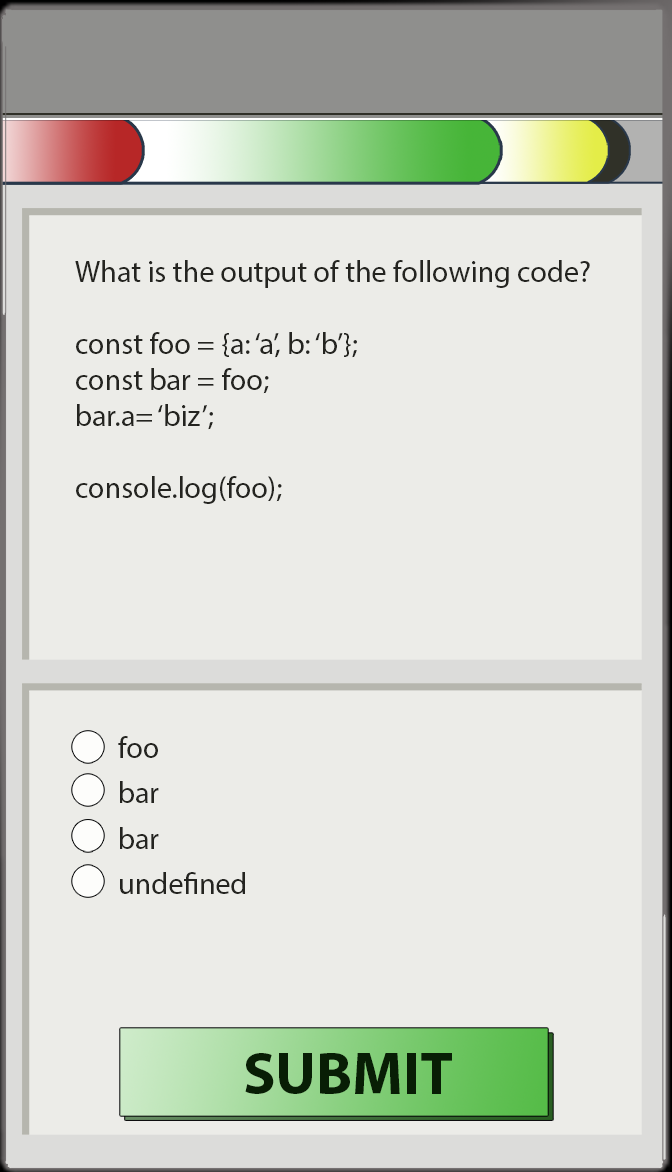 What is the output of the following code?
const foo = {a: ‘a’, b: ‘b’};
const bar = foo;
bar.a= ‘biz’;
console.log(foo);
foo
bar
bar
undefined
SUBMIT